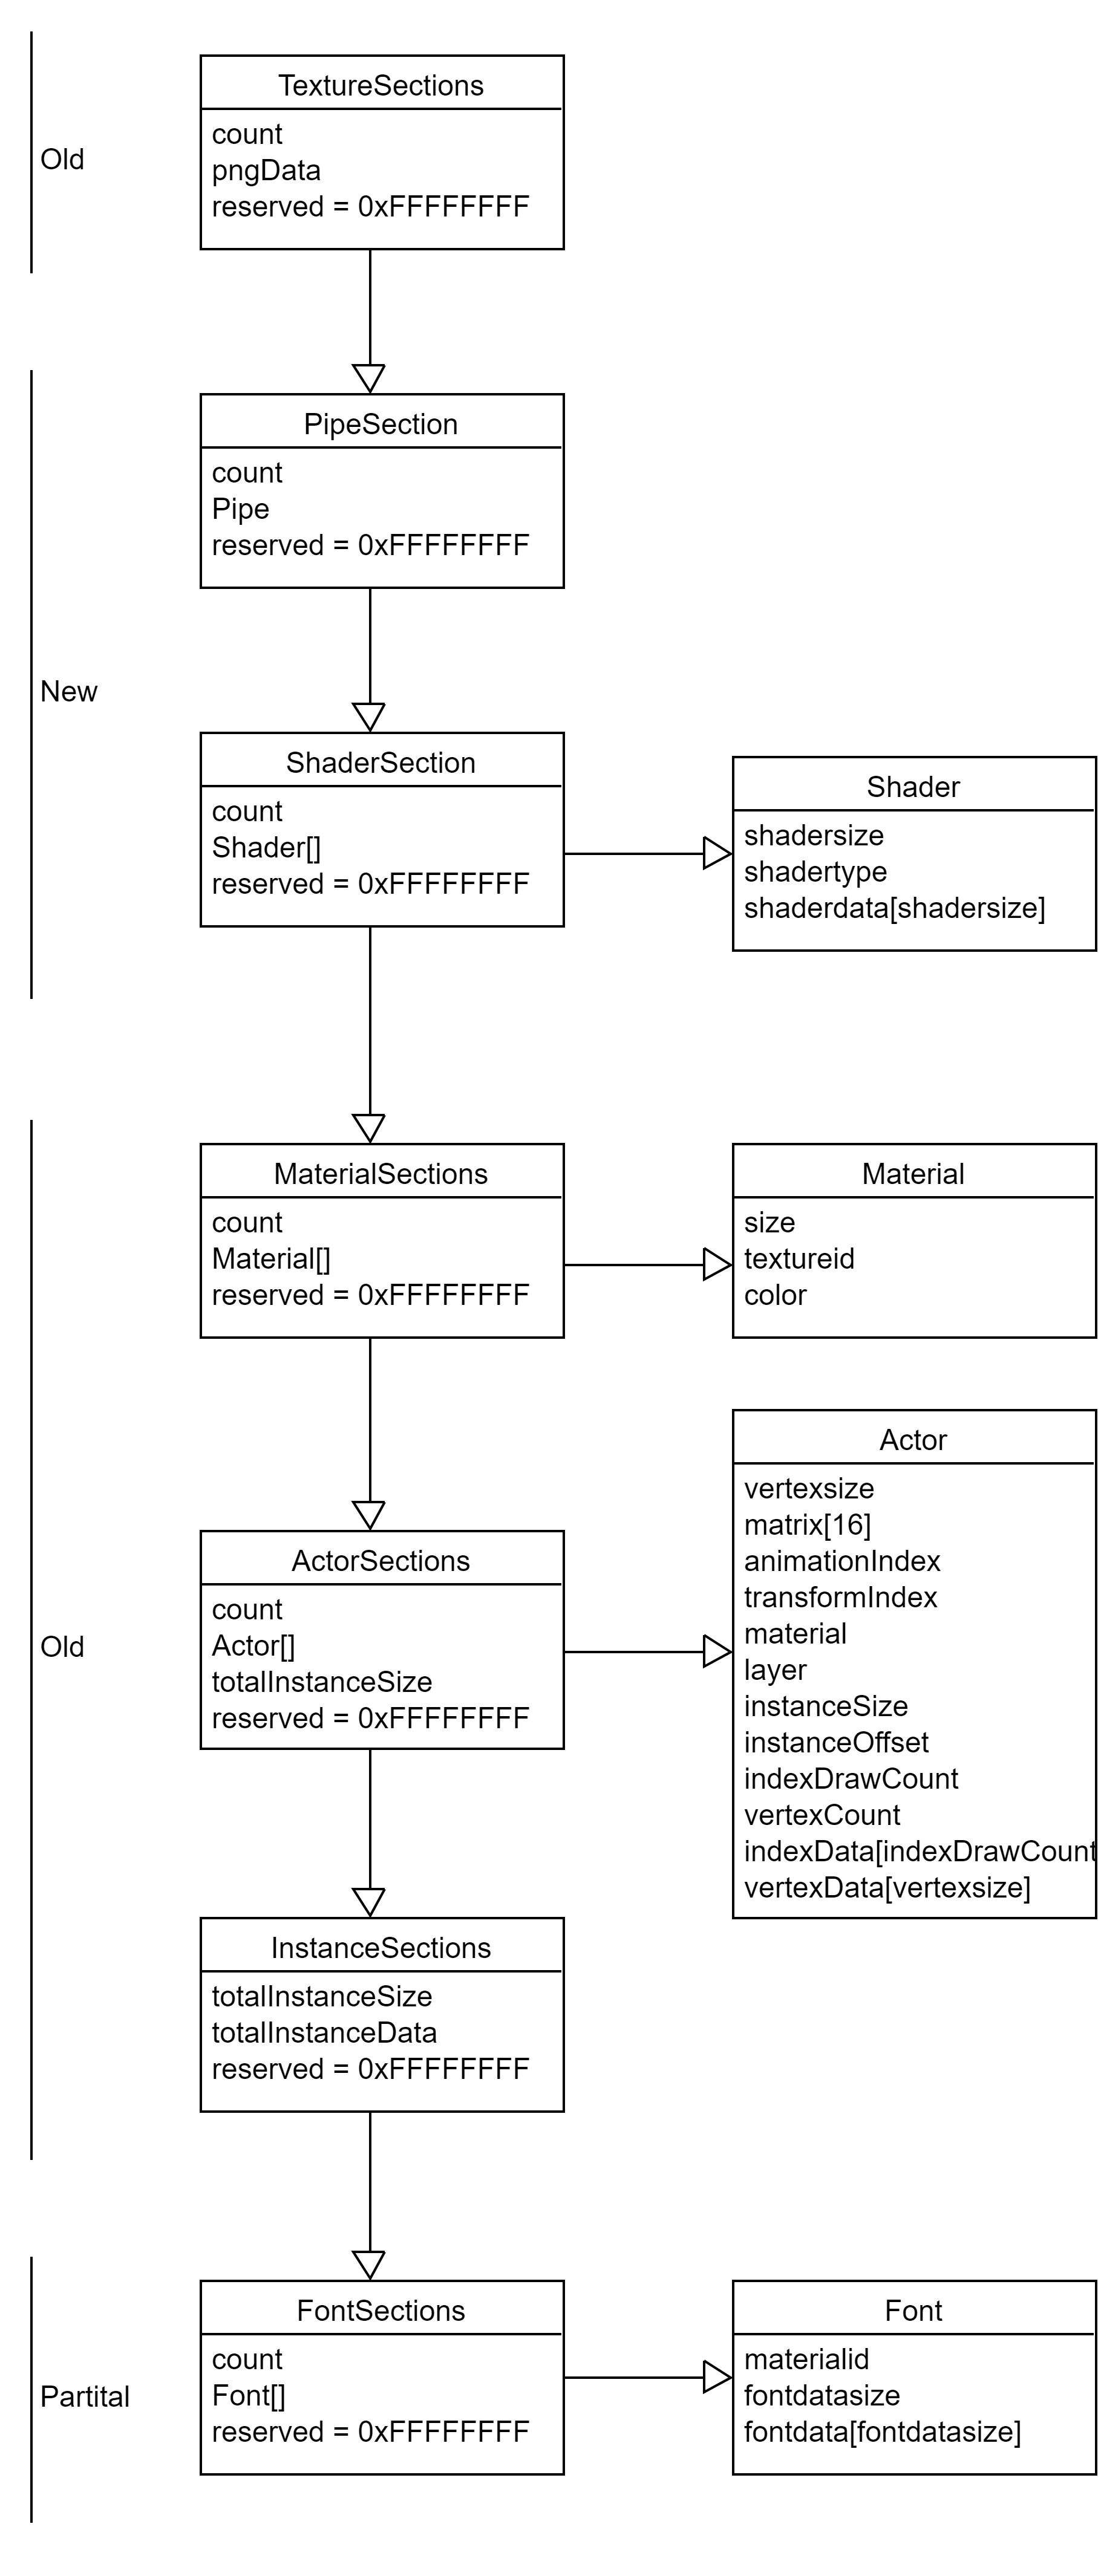 Old
TextureSections
count
pngData
reserved = 0xFFFFFFFF
New
PipeSection
count
Pipe
reserved = 0xFFFFFFFF
ShaderSection
count
Shader[]
reserved = 0xFFFFFFFF
Shader
shadersize
shadertype
shaderdata[shadersize]
Old
MaterialSections
count
Material[]
reserved = 0xFFFFFFFF
Material
size
textureid
color
ActorSections
count
Actor[]
totalInstanceSize
reserved = 0xFFFFFFFF
Actor
vertexsize
matrix[16]
animationIndex
transformIndex
material
layer
instanceSize
instanceOffset
indexDrawCount
vertexCount
indexData[indexDrawCount
vertexData[vertexsize]
InstanceSections
totalInstanceSize
totalInstanceData
reserved = 0xFFFFFFFF
Partital
FontSections
count
Font[]
reserved = 0xFFFFFFFF
Font
materialid
fontdatasize
fontdata[fontdatasize]